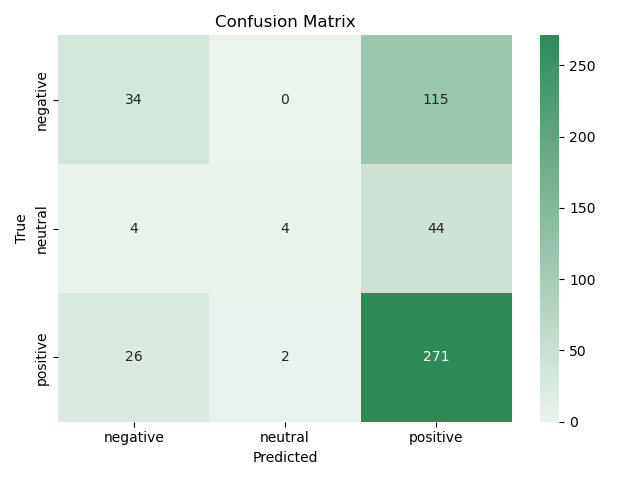 Confusion Matrix
negative 34 0 115
neutral 4 4 44
positive 26 2 271
negative neutral positive
Predicted
True
250
200
150
100
50
0